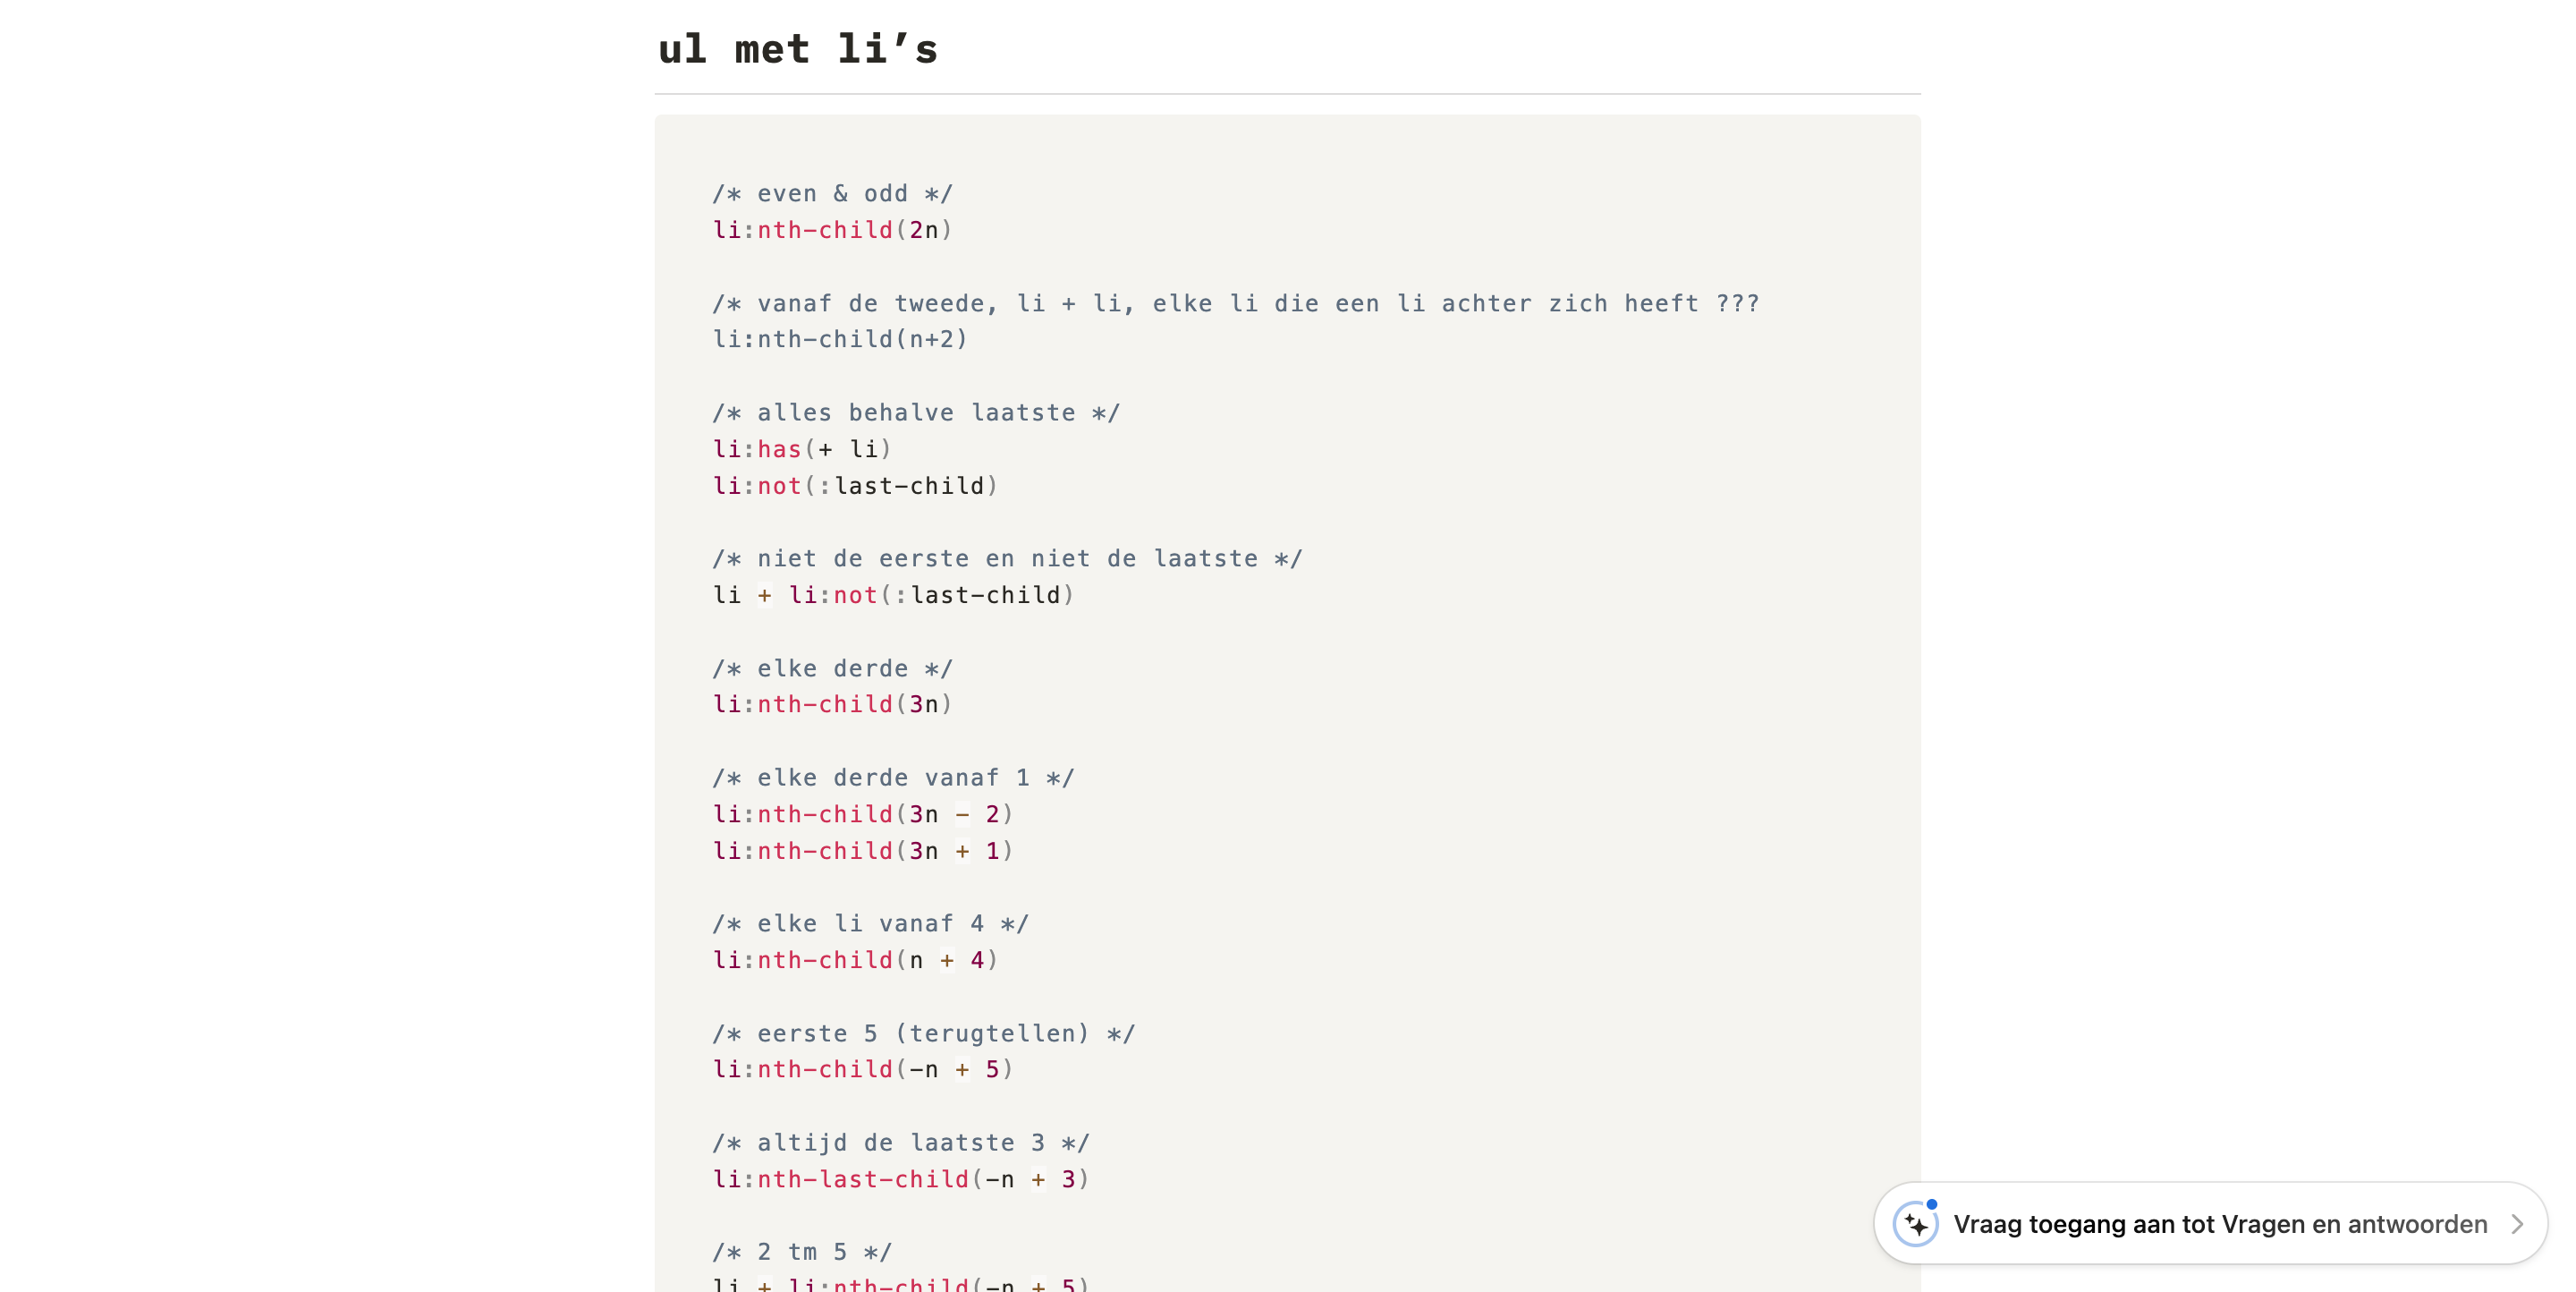 ul met li’s
/* even & odd */
li:nth-child(2n)
/* vanaf de tweede, li + li, elke li die een li achter zich heeft ???
li:nth-child(n+2)
/* alles behalve laatste */
li:has(+ li)
li:not(:last-child)
/* niet de eerste en niet de laatste */
li + li:not(:last-child)
/* elke derde */
li:nth-child(3n)
/* elke derde vanaf 1 */
li:nth-child(3n - 2)
li:nth-child(3n + 1)
/* elke li vanaf 4 */
li:nth-child(n + 4)
/* eerste 5 (terugtellen) */
li:nth-child(-n + 5)
/* altijd de laatste 3 */
li:nth-last-child(-n + 3)
/* 2 tm 5 */
li + li:nth-child(-n + 5)
Vraag toegang aan tot Vragen en antwoorden